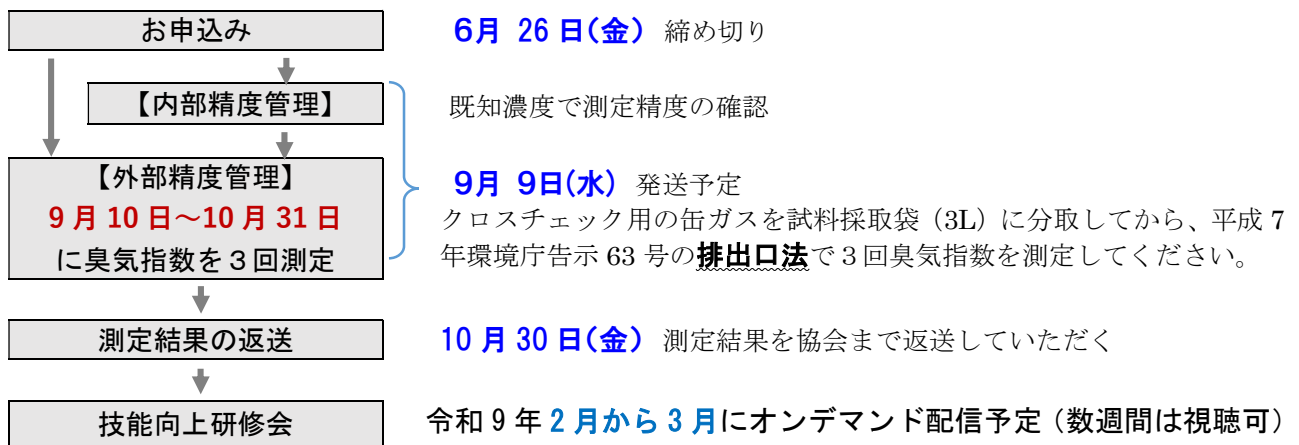 お申込み
6月 26日(金) 締め切り
【内部精度管理】
既知濃度で測定精度の確認
【外部精度管理】
9月10日～10月31日
に臭気指数を３回測定
9月 9日(水) 発送予定
クロスチェック用の缶ガスを試料採取袋（3L）に分取してから、平成7
年環境庁告示63号の排出口法で３回臭気指数を測定してください。
測定結果の返送
10月30日(金) 測定結果を協会まで返送していただく
技能向上研修会
令和9年2月から3月にオンデマンド配信予定（数週間は視聴可）